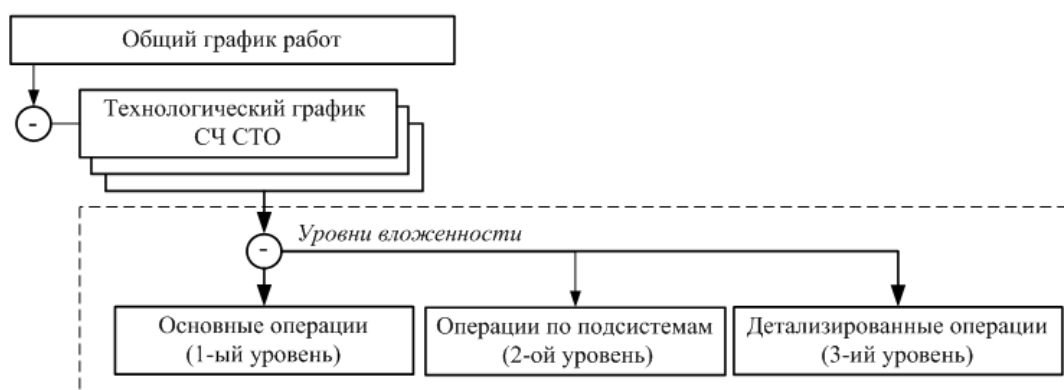 Общий график работ
Технологический график
СЧ СТО
-
Уровни вложенности
-
Основные операции
(1-ый уровень)
Операции по подсистемам
(2-ой уровень)
Детализированные операции
(3-ий уровень)